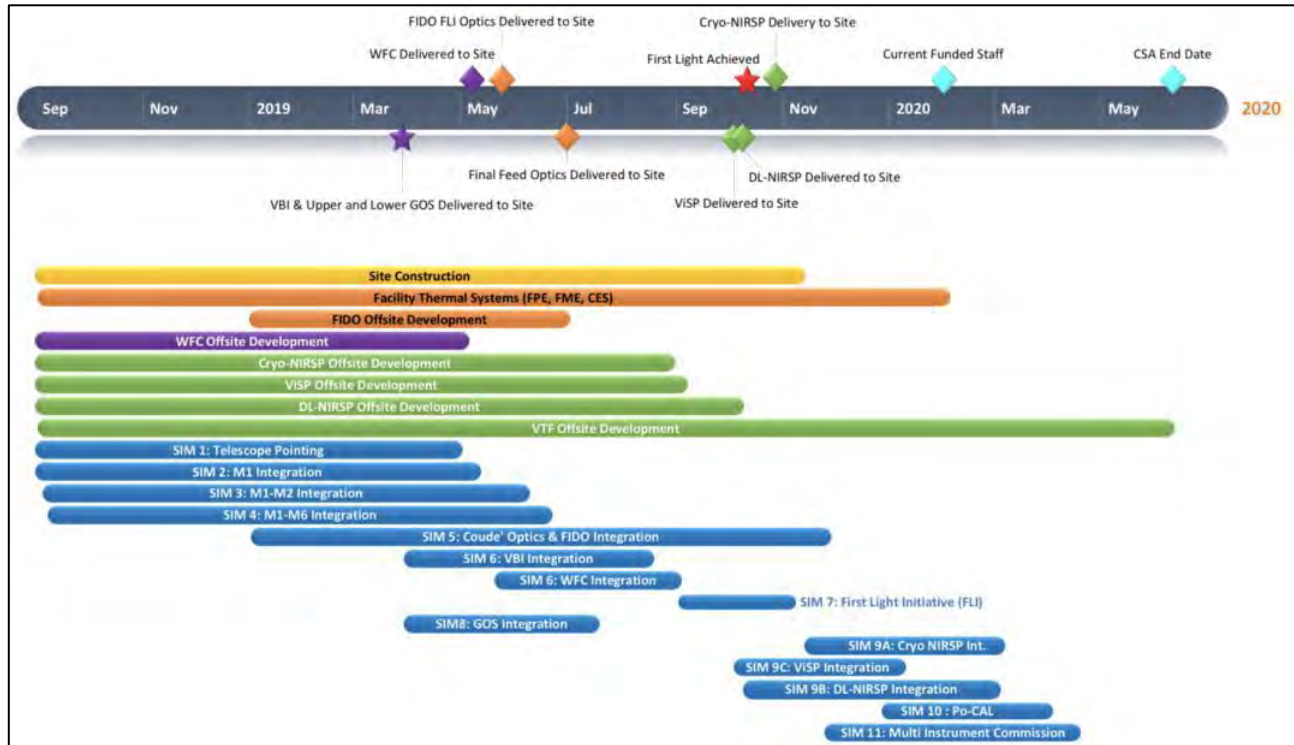 FIDO FLI Optics Delivered to Site
Cryo-NIRSP Delivery to Site
WFC Delivered to Site
First Light Achieved
Current Funded Staff
CSA End Date
Sep Nov 2019 Mar May Jul Sep Nov 2020 Mar May 2020
Final Feed Optics Delivered to Site
DL-NIRSP Delivered to Site
VBI & Upper and Lower GOS Delivered to Site
ViSP Delivered to Site
Site Construction
Facility Thermal Systems (FPE, FME, CES)
FIDO Offsite Development
WFC Offsite Development
Cryo-NIRSP Offsite Development
ViSP Offsite Development
DL-NIRSP Offsite Development
VTF Offsite Development
SIM 1: Telescope Pointing
SIM 2: M1 Integration
SIM 3: M1-M2 Integration
SIM 4: M1-M6 Integration
SIM 5: Coude' Optics & FIDO Integration
SIM 6: VBI Integration
SIM 6: WFC Integration
SIM 7: First Light Initiative (FLI)
SIM8: GOS Integration
SIM 9A: Cryo NIRSP Int.
SIM 9C: ViSP Integration
SIM 9B: DL-NIRSP Integration
SIM 10 : Po-CAL
SIM 11: Multi Instrument Commission